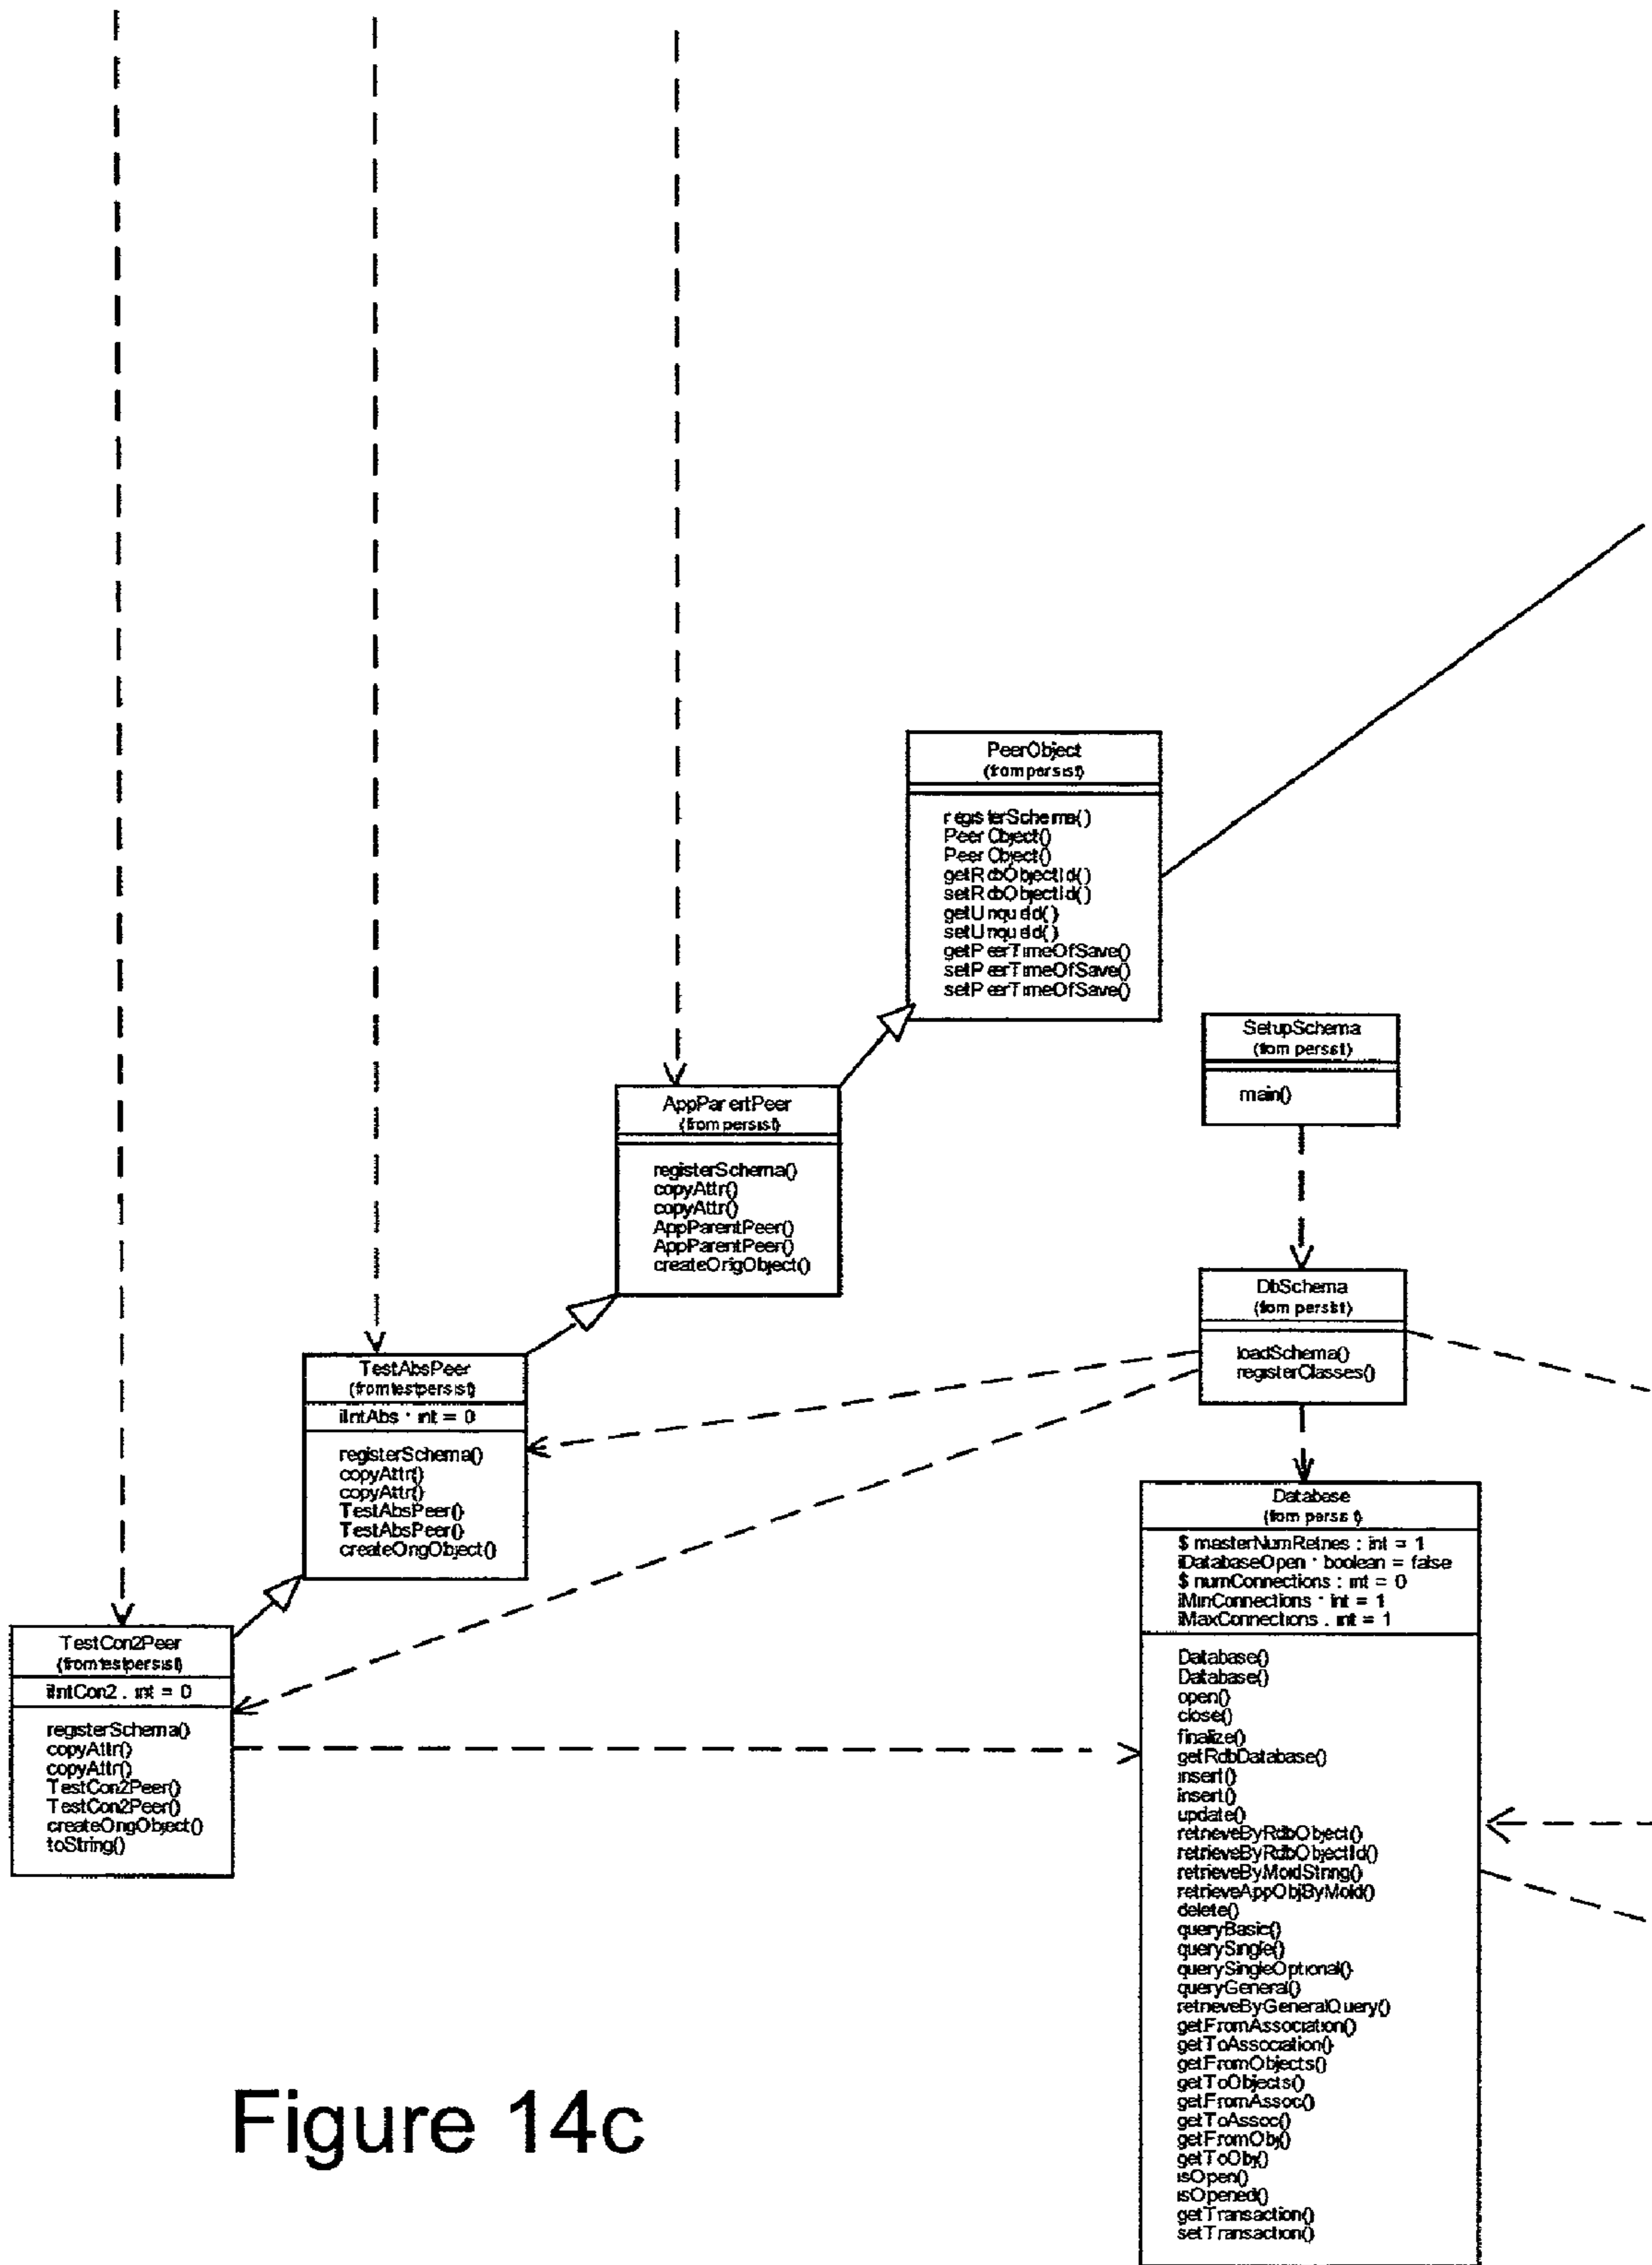 PeerObject
(from persist)
registerSchema()
PeerObject()
PeerObject()
getRdbObjectId()
setRdbObjectId()
getUniqueId()
setUniqueId()
getPeerTimeOfSave()
setPeerTimeOfSave()
setPeerTimeOfSave()
SetupSchema
(from persist)
main()
AppParentPeer
(from persist)
registerSchema()
copyAttr()
copyAttr()
AppParentPeer()
AppParentPeer()
createOrigObject()
DbSchema
(from persist)
loadSchema()
registerClasses()
TestAbsPeer
(from testpersist)
iIntAbs : int = 0
registerSchema()
copyAttr()
copyAttr()
TestAbsPeer()
TestAbsPeer()
createOrigObject()
TestCon2Peer
(from testpersist)
iIntCon2 : int = 0
registerSchema()
copyAttr()
copyAttr()
TestCon2Peer()
TestCon2Peer()
createOrigObject()
toString()
Database
(from persist)
$ masterNumRetries : int = 1
iDatabaseOpen : boolean = false
$ numConnections : int = 0
iMinConnections : int = 1
iMaxConnections : int = 1
Database()
Database()
open()
close()
finalize()
getRdbDatabase()
insert()
insert()
update()
retrieveByRdbObject()
retrieveByRdbObjectId()
retrieveByMoidString()
retrieveAppObjByMoid()
delete()
queryBasic()
querySingle()
querySingleOptional()
queryGeneral()
retrieveByGeneralQuery()
getFromAssociation()
getToAssociation()
getFromObjects()
getToObjects()
getFromAssoc()
getToAssoc()
getFromObj()
getToObj()
isOpen()
isOpened()
getTransaction()
setTransaction()
Figure 14c